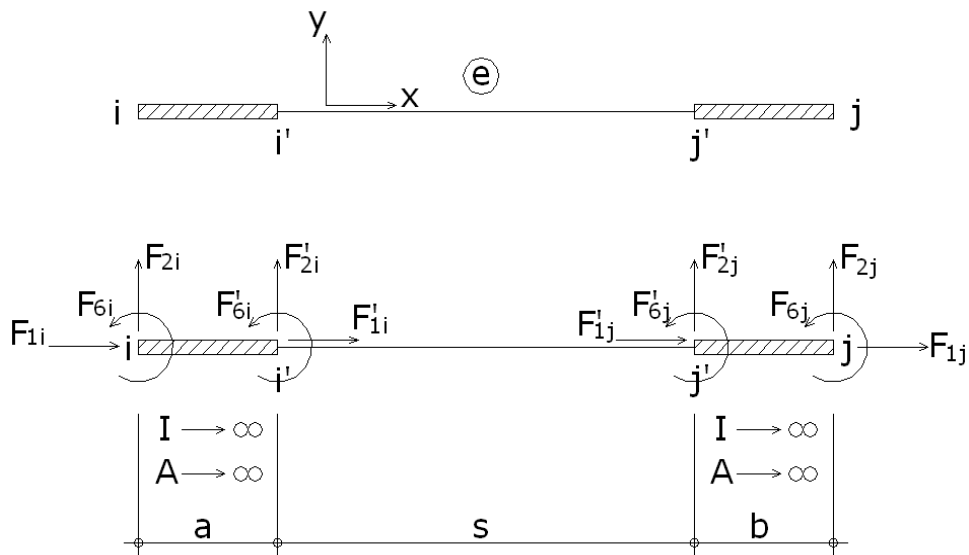 y
e
x
i
j
i'
j'
F2i F'2i F'2j F2j
F6i F'6i F'6j F6j
F1i F'1i F'1j F1j
i j
i' j'
I → ∞ I → ∞
A → ∞ A → ∞
a s b